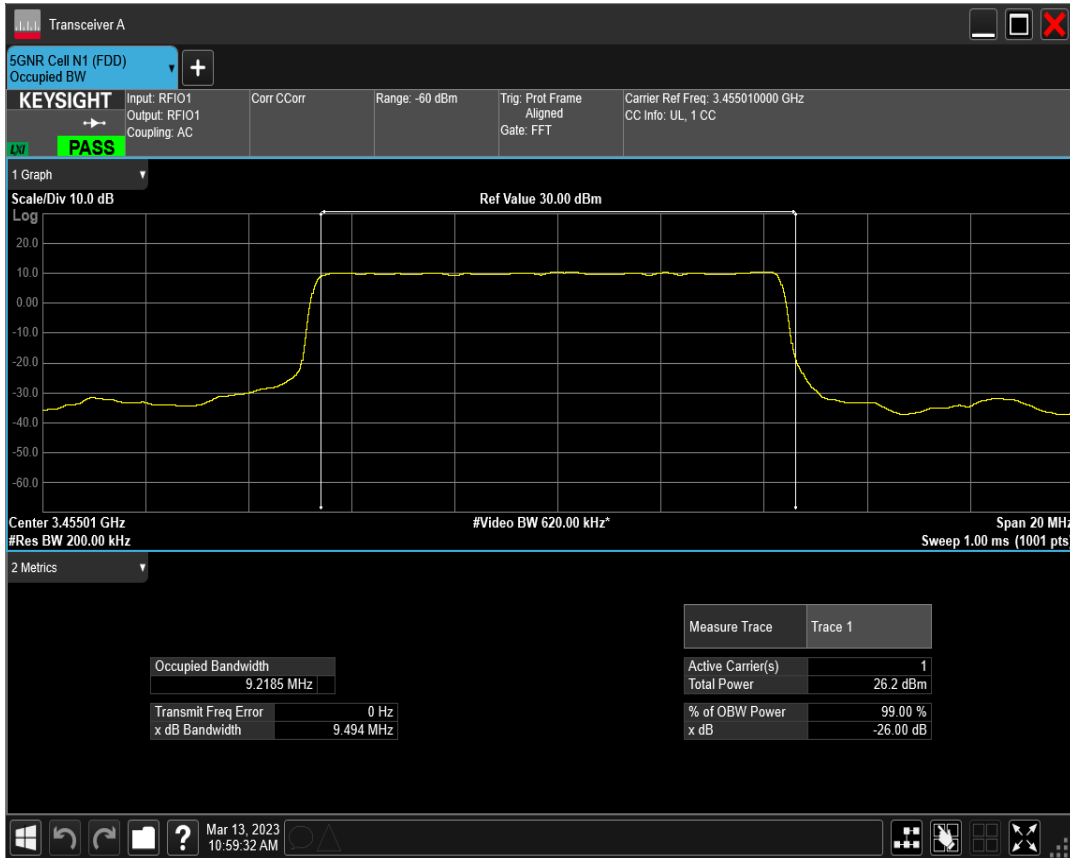 Transceiver A
5GNR Cell N1 (FDD)
Occupied BW
+
KEYSIGHT
LXI
PASS
Input: RFIO1
Output: RFIO1
Coupling: AC
Corr CCorr
Range: -60 dBm
Trig: Prot Frame
Aligned
Gate: FFT
Carrier Ref Freq: 3.455010000 GHz
CC Info: UL, 1 CC
1 Graph
Scale/Div 10.0 dB
Ref Value 30.00 dBm
Log
20.0
10.0
0.00
-10.0
-20.0
-30.0
-40.0
-50.0
-60.0
Center 3.45501 GHz
#Video BW 620.00 kHz*
Span 20 MHz
#Res BW 200.00 kHz
Sweep 1.00 ms (1001 pts)
2 Metrics
Measure Trace Trace 1
Occupied Bandwidth
9.2185 MHz
Active Carrier(s) 1
Total Power 26.2 dBm
Transmit Freq Error 0 Hz
x dB Bandwidth 9.494 MHz
% of OBW Power 99.00 %
x dB -26.00 dB
?
Mar 13, 2023
10:59:32 AM